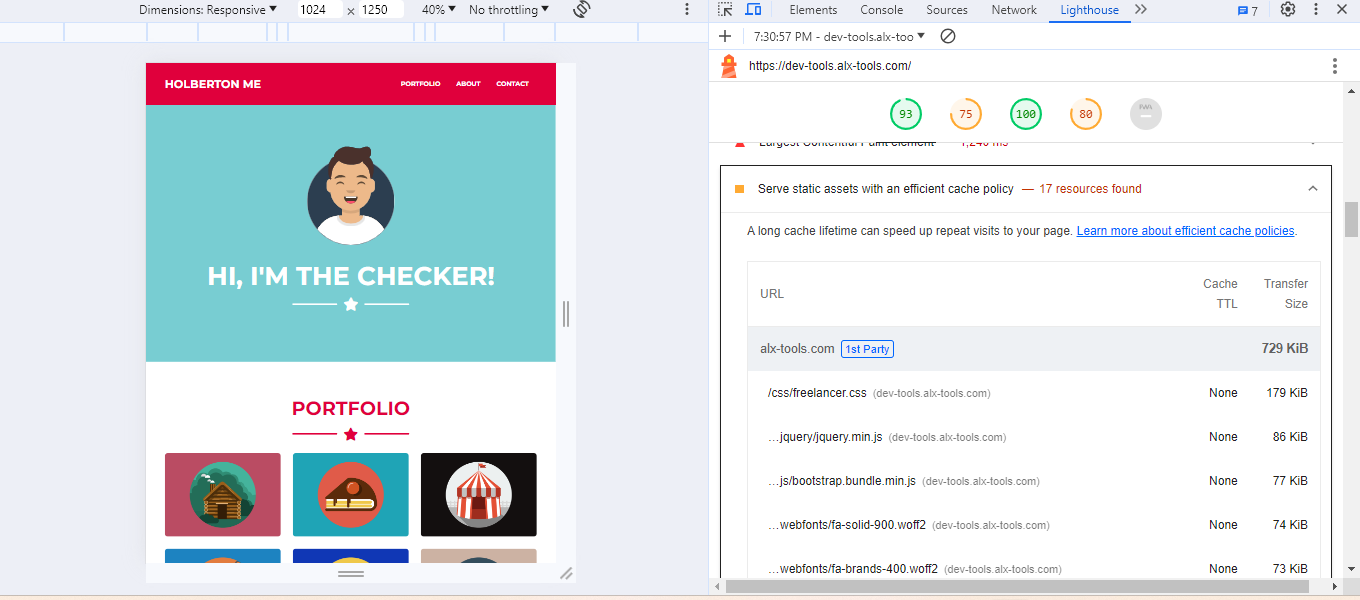 Dimensions: Responsive 1024 × 1250 40% No throttling
Elements Console Sources Network Lighthouse 7
7:30:57 PM - dev-tools.alx-too
https://dev-tools.alx-tools.com/
93 75 100 80 PWA
HOLBERTON ME PORTFOLIO ABOUT CONTACT
HI, I'M THE CHECKER!
PORTFOLIO
Largest Contentful Paint element 1,240 ms
Serve static assets with an efficient cache policy — 17 resources found
A long cache lifetime can speed up repeat visits to your page. Learn more about efficient cache policies.
URL Cache TTL Transfer Size
alx-tools.com 1st Party 729 KiB
/css/freelancer.css (dev-tools.alx-tools.com) None 179 KiB
…jquery/jquery.min.js (dev-tools.alx-tools.com) None 86 KiB
…js/bootstrap.bundle.min.js (dev-tools.alx-tools.com) None 77 KiB
…webfonts/fa-solid-900.woff2 (dev-tools.alx-tools.com) None 74 KiB
…webfonts/fa-brands-400.woff2 (dev-tools.alx-tools.com) None 73 KiB